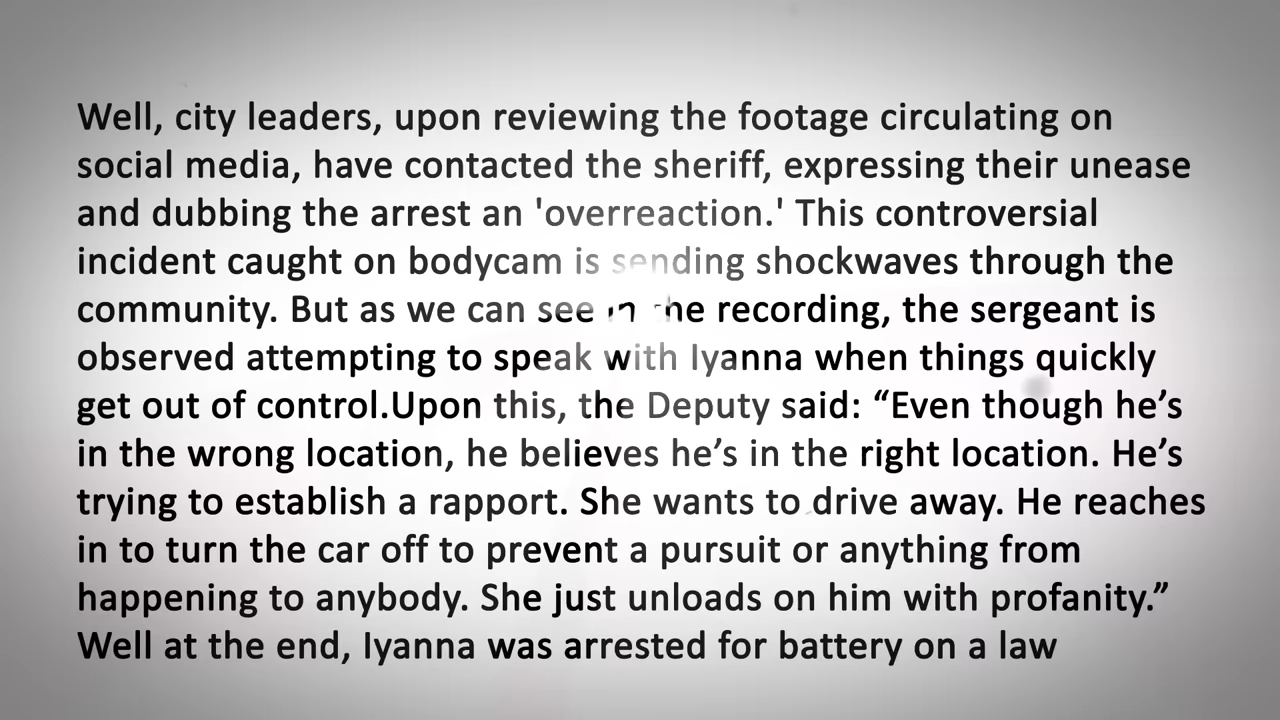 Well, city leaders, upon reviewing the footage circulating on
social media, have contacted the sheriff, expressing their unease
and dubbing the arrest an 'overreaction.' This controversial
incident caught on bodycam is sending shockwaves through the
community. But as we can see in the recording, the sergeant is
observed attempting to speak with Iyanna when things quickly
get out of control.Upon this, the Deputy said: “Even though he’s
in the wrong location, he believes he’s in the right location. He’s
trying to establish a rapport. She wants to drive away. He reaches
in to turn the car off to prevent a pursuit or anything from
happening to anybody. She just unloads on him with profanity.”
Well at the end, Iyanna was arrested for battery on a law